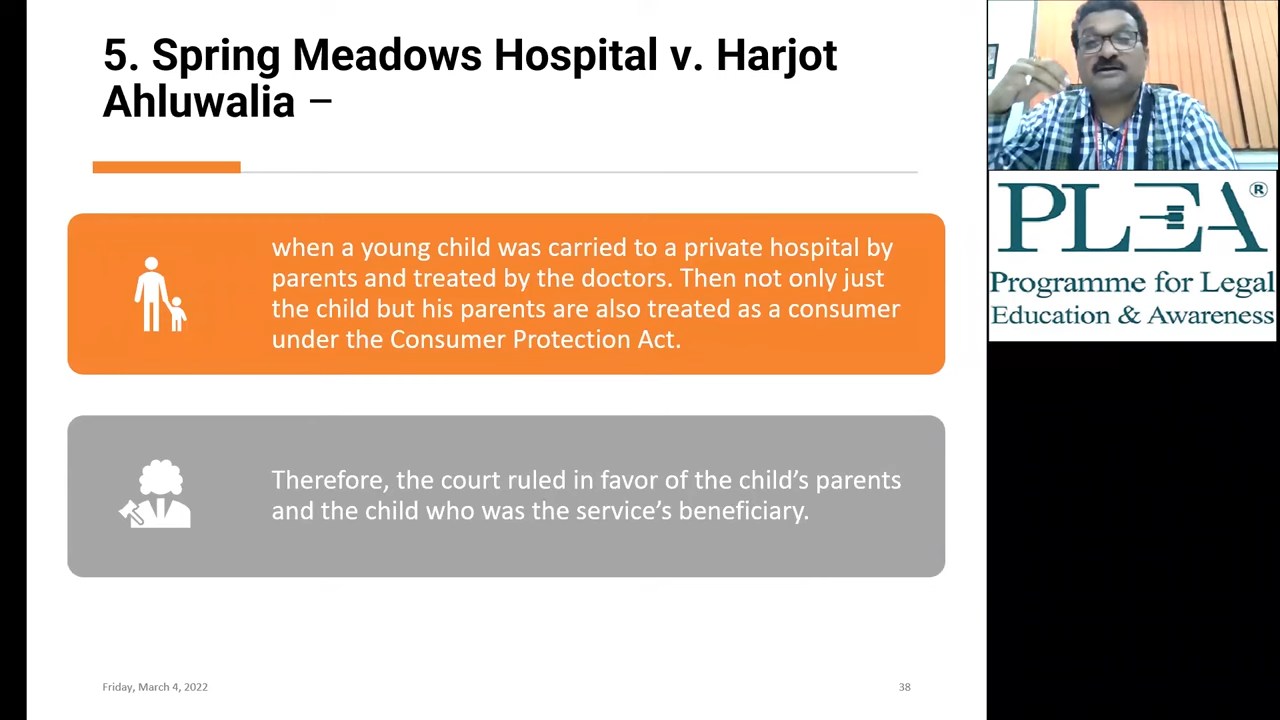 5. Spring Meadows Hospital v. Harjot
Ahluwalia –
when a young child was carried to a private hospital by
parents and treated by the doctors. Then not only just
the child but his parents are also treated as a consumer
under the Consumer Protection Act.
Therefore, the court ruled in favor of the child’s parents
and the child who was the service’s beneficiary.
Friday, March 4, 2022
38
PLEA®
Programme for Legal
Education & Awareness